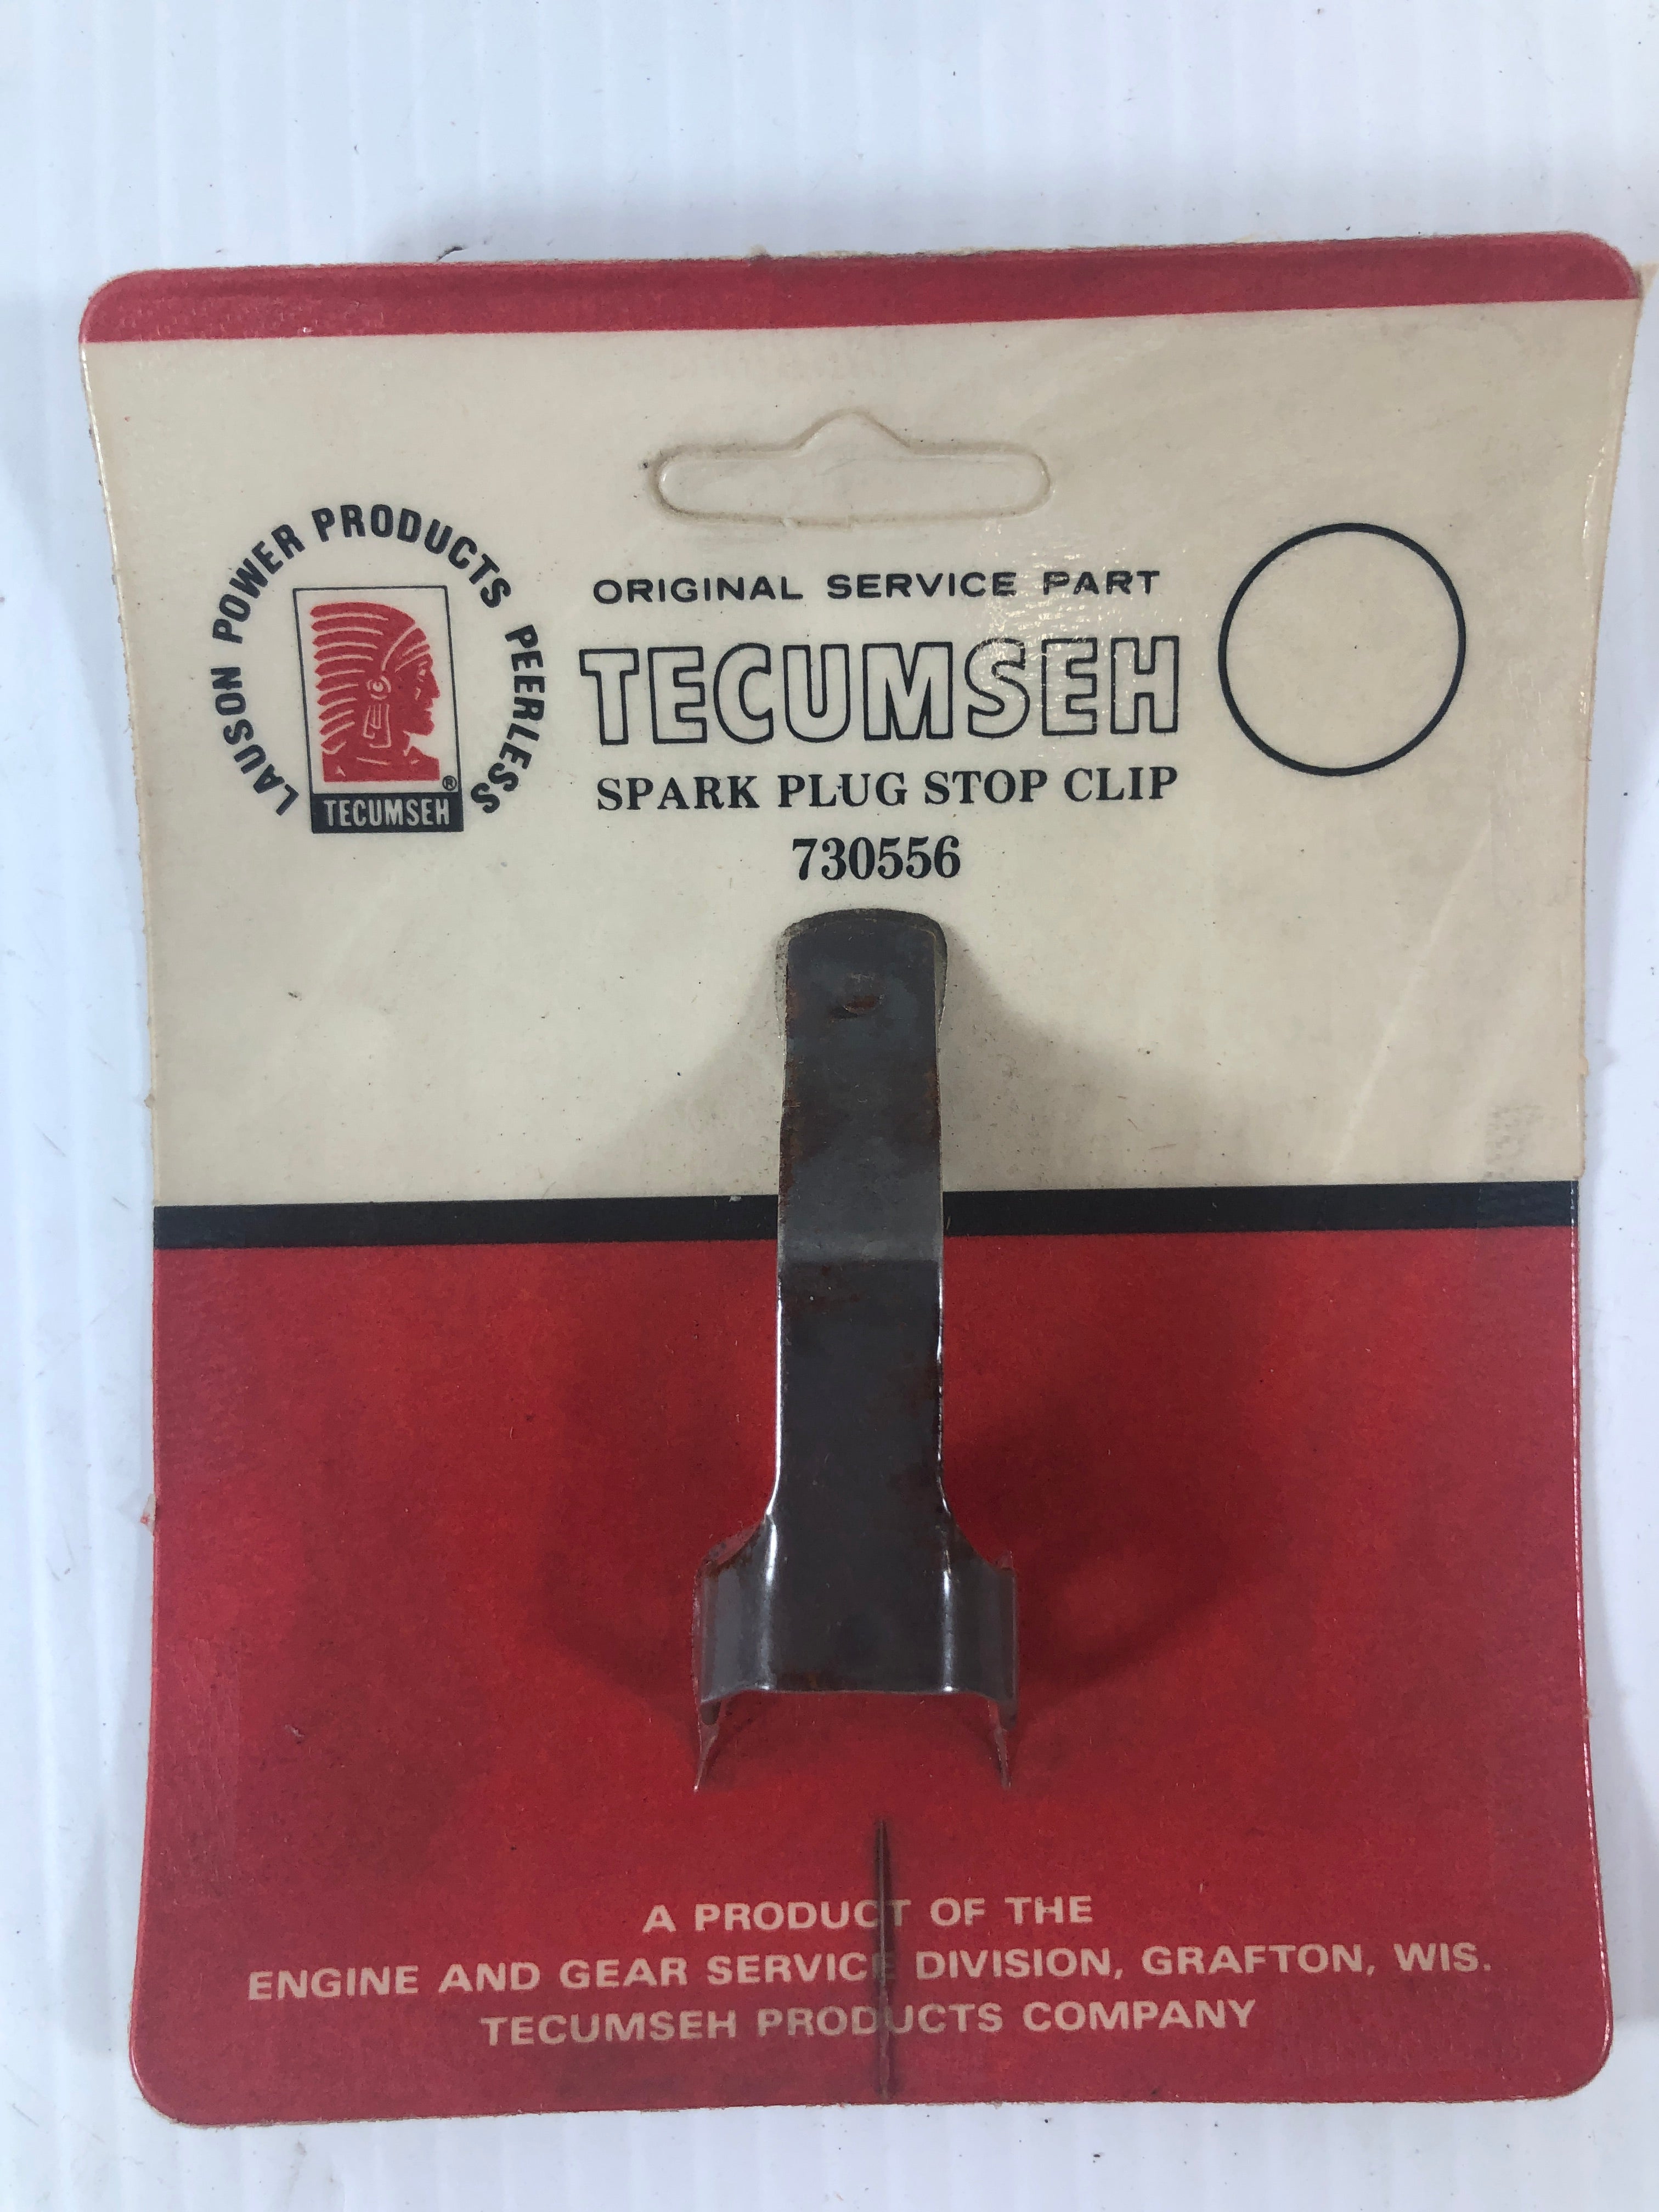 LAUSON POWER PRODUCTS PEERLESS
®
TECUMSEH
ORIGINAL SERVICE PART
TECUMSEH
SPARK PLUG STOP CLIP
730556
A PRODUCT OF THE
ENGINE AND GEAR SERVICE DIVISION, GRAFTON, WIS.
TECUMSEH PRODUCTS COMPANY